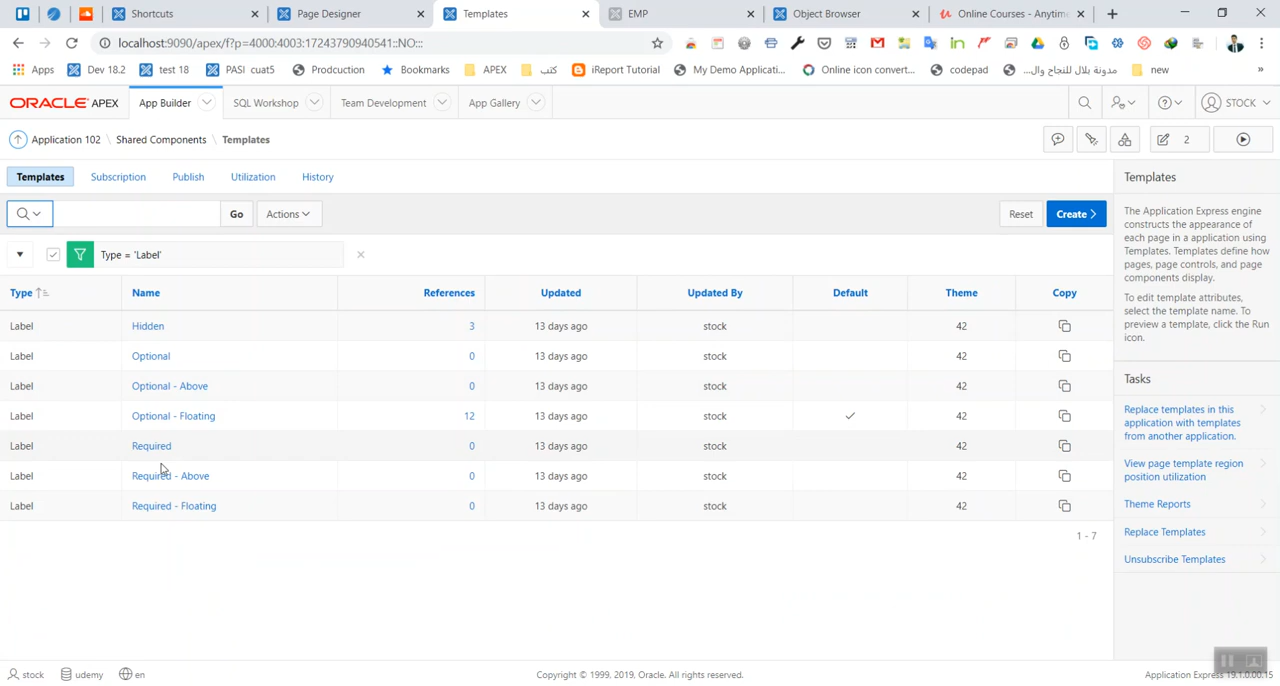 Shortcuts
Page Designer
Templates
EMP
Object Browser
Online Courses - Anytime
localhost:9090/apex/f?p=4000:4003:17243790940541::NO:::
Apps
Dev 18.2
test 18
PASI cuat5
Prodcuction
Bookmarks
APEX
كتب
iReport Tutorial
My Demo Applicati...
Online icon convert...
codepad
مدونة بلال للنجاح وال...
new
ORACLE APEX
App Builder
SQL Workshop
Team Development
App Gallery
STOCK
Application 102 \ Shared Components \ Templates
2
Templates
Subscription
Publish
Utilization
History
Go
Actions
Reset
Create
Type = 'Label'
Type Name References Updated Updated By Default Theme Copy
Label Hidden 3 13 days ago stock 42
Label Optional 0 13 days ago stock 42
Label Optional - Above 0 13 days ago stock 42
Label Optional - Floating 12 13 days ago stock 42
Label Required 0 13 days ago stock 42
Label Required - Above 0 13 days ago stock 42
Label Required - Floating 0 13 days ago stock 42
1 - 7
Templates
The Application Express engine
constructs the appearance of
each page in a application using
Templates. Templates define how
pages, page controls, and page
components display.
To edit template attributes,
select the template name. To
preview a template, click the Run
icon.
Tasks
Replace templates in this
application with templates
from another application.
View page template region
position utilization
Theme Reports
Replace Templates
Unsubscribe Templates
stock
udemy
en
Copyright © 1999, 2019, Oracle. All rights reserved.
Application Express 19.1.0.00.15